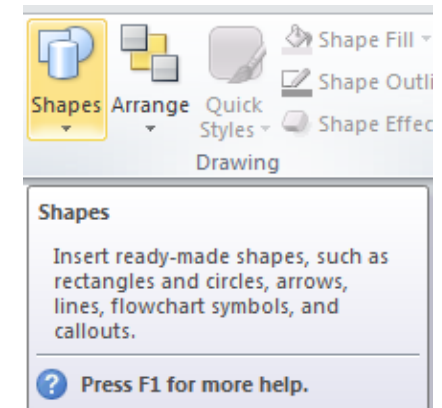 Shape Fill
Shape Outli
Shapes Arrange Quick Styles
Shape Effec
Drawing
Shapes
Insert ready-made shapes, such as
rectangles and circles, arrows,
lines, flowchart symbols, and
callouts.
Press F1 for more help.